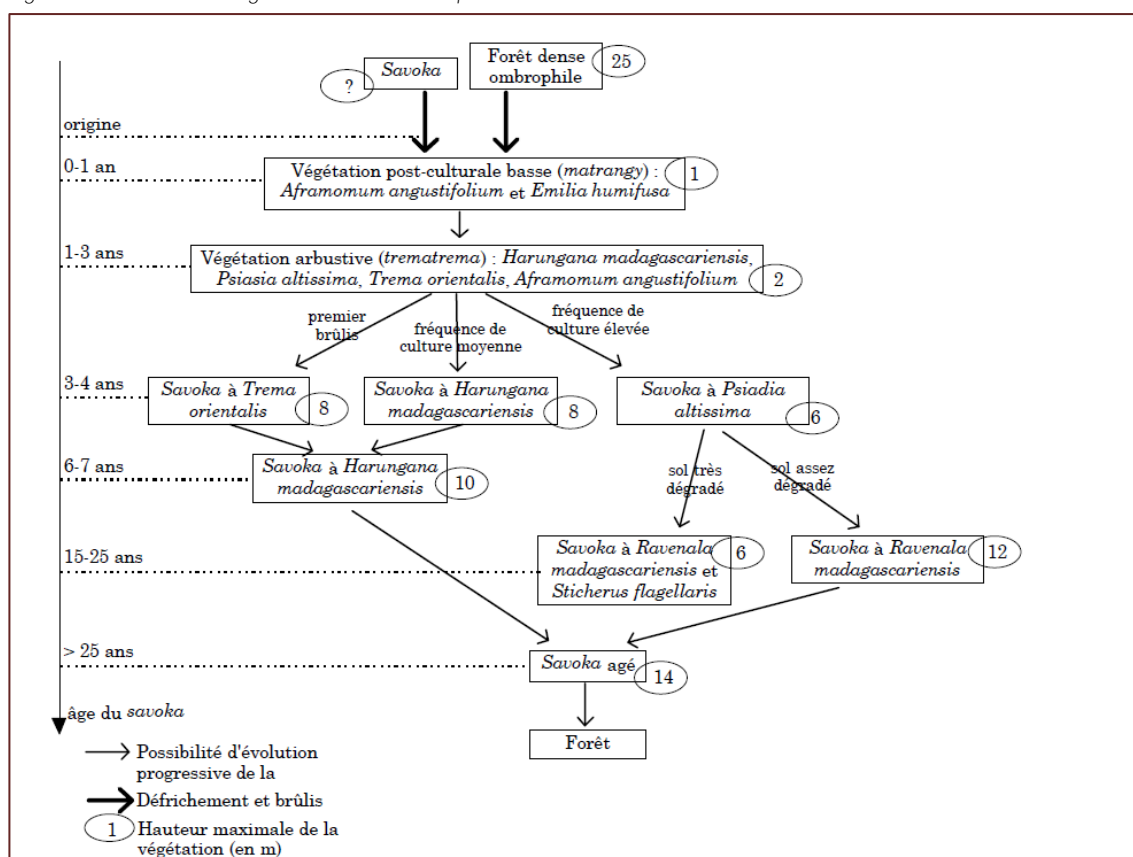 Savoka
?
Forêt dense
ombrophile
25
origine
0-1 an
Végétation post-culturale basse (matrangy) :
Aframomum angustifolium et Emilia humifusa
1
1-3 ans
Végétation arbustive (trematrema) : Harungana madagascariensis,
Psiasia altissima, Trema orientalis, Aframomum angustifolium
2
premier
brûlis
fréquence de
culture moyenne
fréquence de
culture élevée
3-4 ans
Savoka à Trema
orientalis
8
Savoka à Harungana
madagascariensis
8
Savoka à Psiadia
altissima
6
6-7 ans
Savoka à Harungana
madagascariensis
10
sol très
dégradé
sol assez
dégradé
15-25 ans
Savoka à Ravenala
madagascariensis et
Sticherus flagellaris
6
Savoka à Ravenala
madagascariensis
12
> 25 ans
Savoka agé
14
âge du savoka
Forêt
Possibilité d'évolution
progressive de la
Défrichement et brûlis
1
Hauteur maximale de la
végétation (en m)